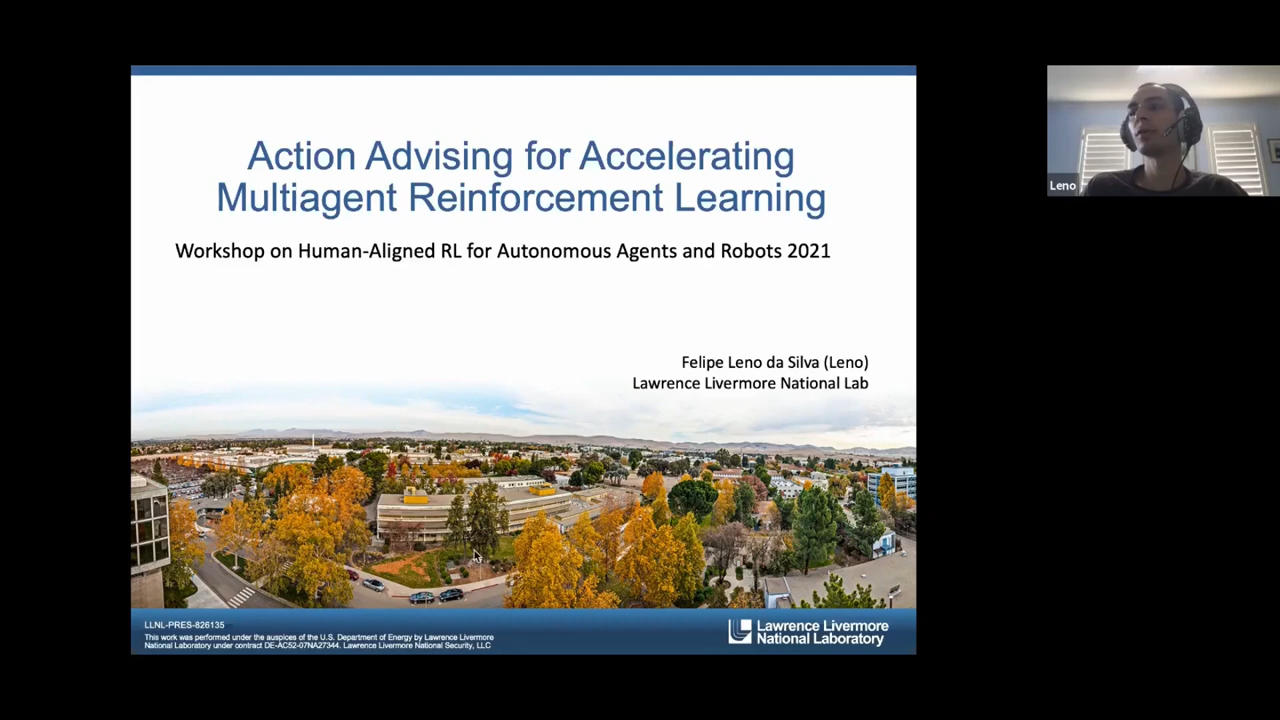 Action Advising for Accelerating
Multiagent Reinforcement Learning
Workshop on Human-Aligned RL for Autonomous Agents and Robots 2021
Felipe Leno da Silva (Leno)
Lawrence Livermore National Lab
LLNL-PRES-826135
This work was performed under the auspices of the U.S. Department of Energy by Lawrence Livermore
National Laboratory under contract DE-AC52-07NA27344. Lawrence Livermore National Security, LLC
Lawrence Livermore
National Laboratory
Leno